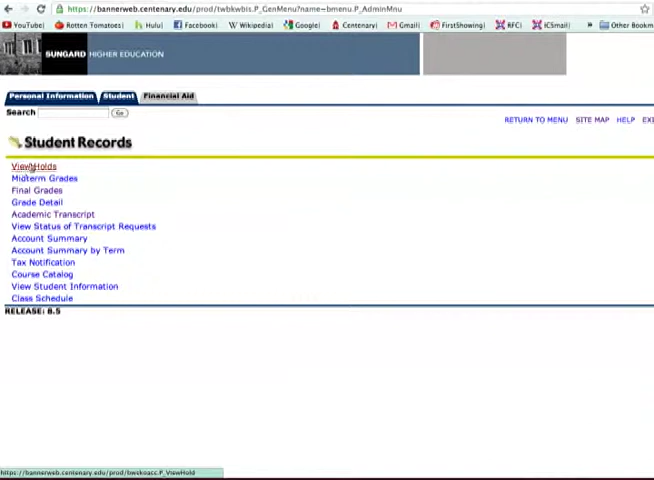 https://bannerweb.centenary.edu/prod/twbkwbis.P_GenMenu?name=bmenu.P_AdminMnu
YouTube| Rotten Tomatoes| Hulu| Facebook| Wikipedia| Google| Centenary| Gmail| FirstShowing| RFC| ICSmail| » Other Bookm
SUNGARD HIGHER EDUCATION
Personal Information Student Financial Aid
Search Go
RETURN TO MENU SITE MAP HELP EXI
Student Records
View Holds
Midterm Grades
Final Grades
Grade Detail
Academic Transcript
View Status of Transcript Requests
Account Summary
Account Summary by Term
Tax Notification
Course Catalog
View Student Information
Class Schedule
RELEASE: 8.5
https://bannerweb.centenary.edu/prod/bwskoacc.P_ViewHold